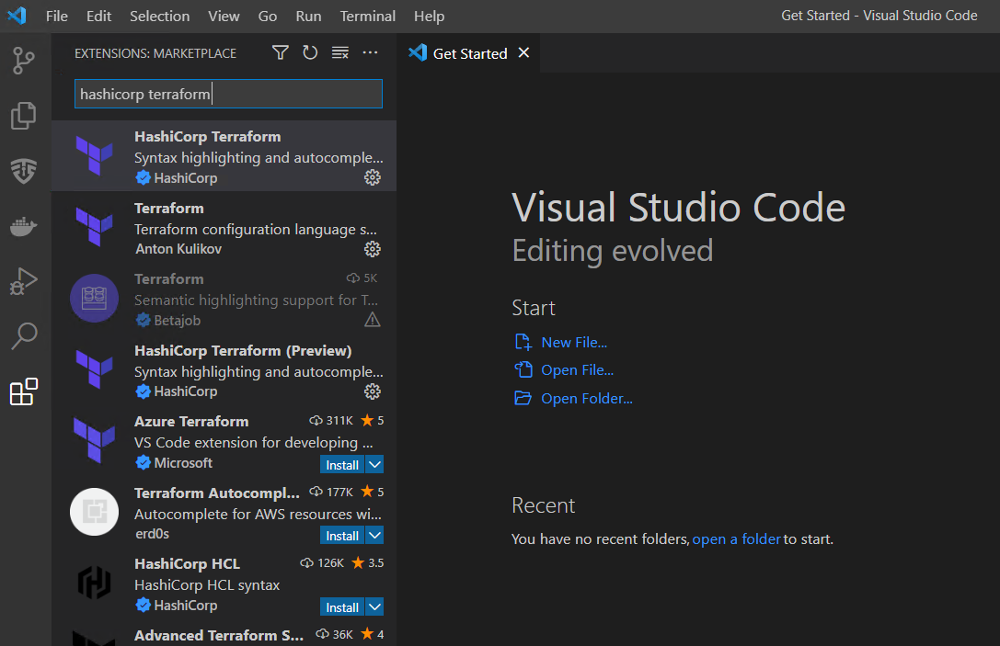 File Edit Selection View Go Run Terminal Help
Get Started - Visual Studio Code
EXTENSIONS: MARKETPLACE
hashicorp terraform
HashiCorp Terraform
Syntax highlighting and autocomple...
HashiCorp
Terraform
Terraform configuration language s...
Anton Kulikov
Terraform 5K
Semantic highlighting support for T...
Betajob
HashiCorp Terraform (Preview)
Syntax highlighting and autocomple...
HashiCorp
Azure Terraform 311K 5
VS Code extension for developing ...
Microsoft Install
Terraform Autocompl... 177K 5
Autocomplete for AWS resources wi...
erd0s Install
HashiCorp HCL 126K 3.5
HashiCorp HCL syntax
HashiCorp Install
Advanced Terraform S... 36K 4
Get Started
Visual Studio Code
Editing evolved
Start
New File...
Open File...
Open Folder...
Recent
You have no recent folders, open a folder to start.